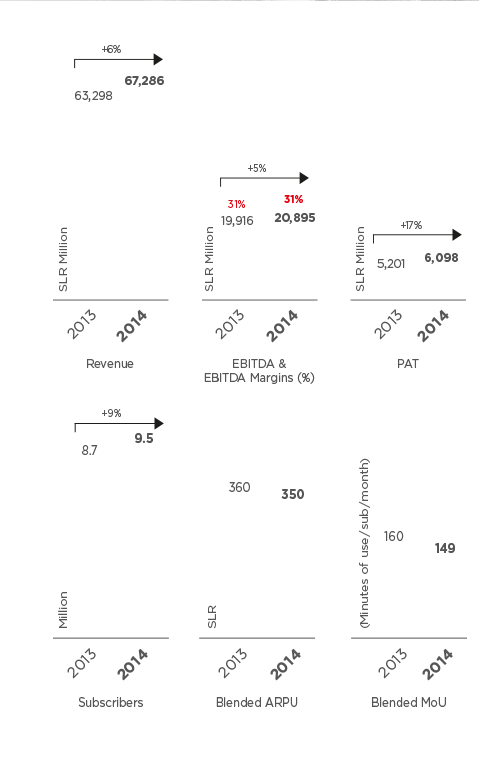 +6%
67,286
63,298
SLR Million
2013
2014
Revenue
+5%
31%
31%
19,916
20,895
SLR Million
2013
2014
EBITDA &
EBITDA Margins (%)
+17%
5,201
6,098
SLR Million
2013
2014
PAT
+9%
8.7
9.5
Million
2013
2014
Subscribers
360
350
SLR
2013
2014
Blended ARPU
160
149
(Minutes of use/sub/month)
2013
2014
Blended MoU